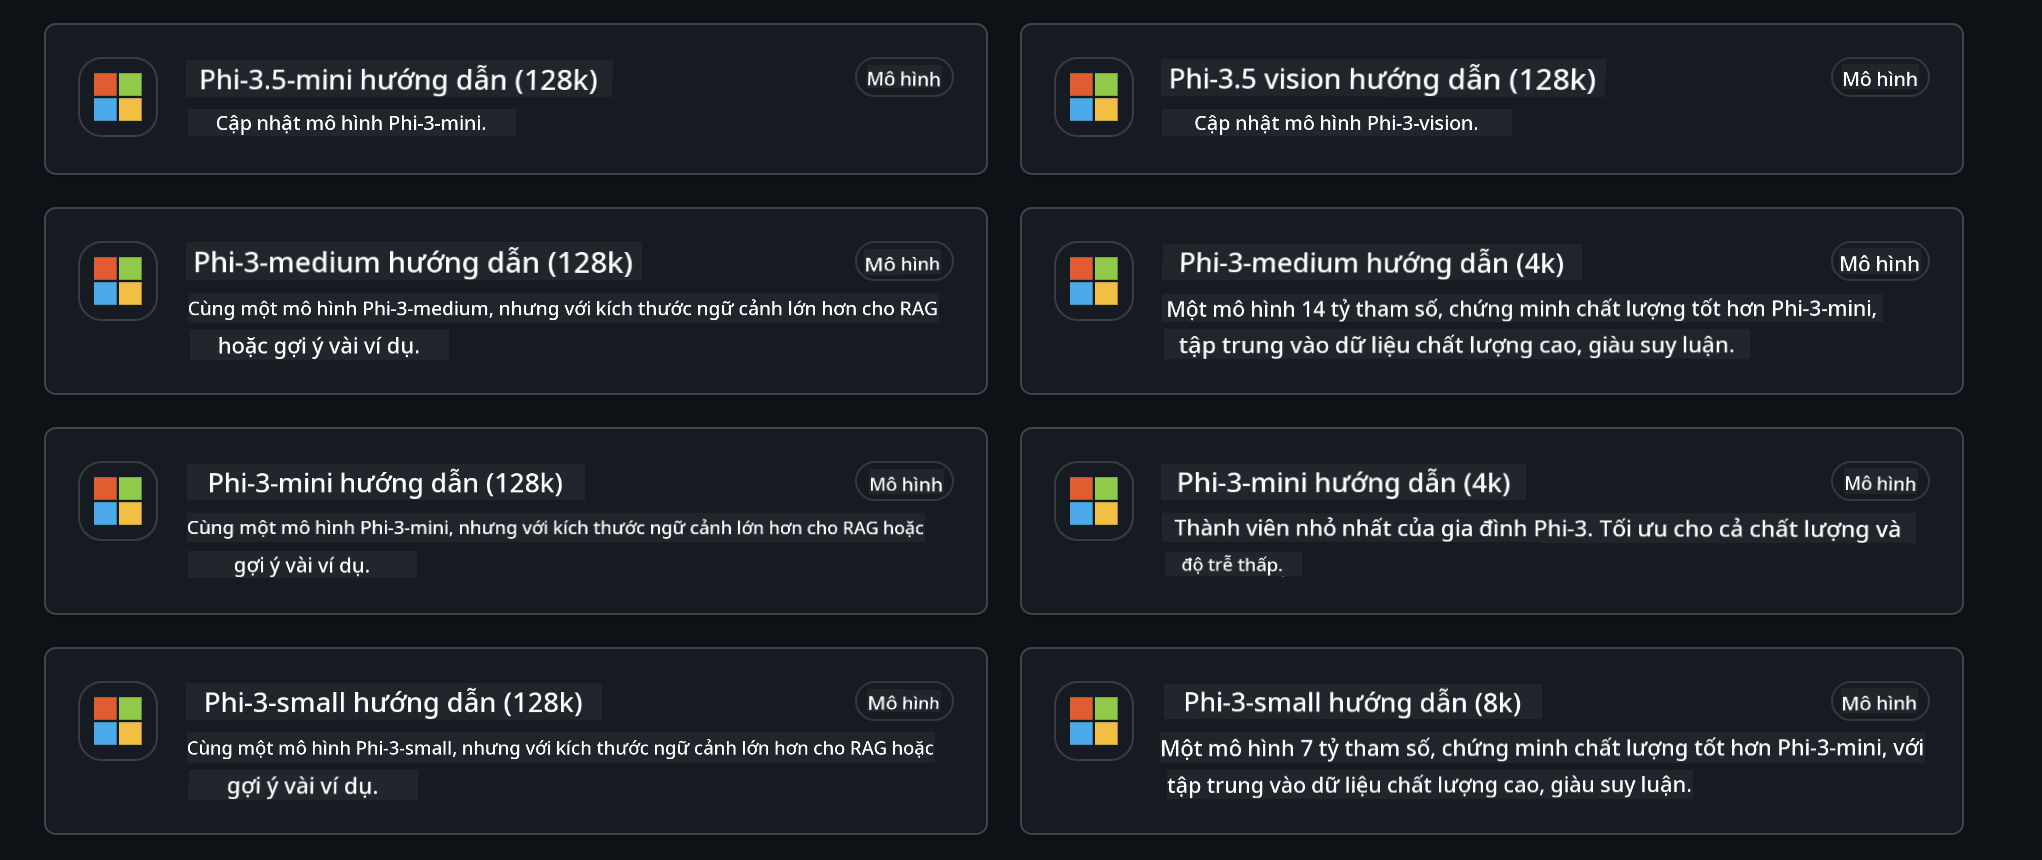 Phi-3.5-mini hướng dẫn (128k)
Mô hình
Cập nhật mô hình Phi-3-mini.
Phi-3.5 vision hướng dẫn (128k)
Mô hình
Cập nhật mô hình Phi-3-vision.
Phi-3-medium hướng dẫn (128k)
Mô hình
Cùng một mô hình Phi-3-medium, nhưng với kích thước ngữ cảnh lớn hơn cho RAG
hoặc gợi ý vài ví dụ.
Phi-3-medium hướng dẫn (4k)
Mô hình
Một mô hình 14 tỷ tham số, chứng minh chất lượng tốt hơn Phi-3-mini,
tập trung vào dữ liệu chất lượng cao, giàu suy luận.
Phi-3-mini hướng dẫn (128k)
Mô hình
Cùng một mô hình Phi-3-mini, nhưng với kích thước ngữ cảnh lớn hơn cho RAG hoặc
gợi ý vài ví dụ.
Phi-3-mini hướng dẫn (4k)
Mô hình
Thành viên nhỏ nhất của gia đình Phi-3. Tối ưu cho cả chất lượng và
độ trễ thấp.
Phi-3-small hướng dẫn (128k)
Mô hình
Cùng một mô hình Phi-3-small, nhưng với kích thước ngữ cảnh lớn hơn cho RAG hoặc
gợi ý vài ví dụ.
Phi-3-small hướng dẫn (8k)
Mô hình
Một mô hình 7 tỷ tham số, chứng minh chất lượng tốt hơn Phi-3-mini, với
tập trung vào dữ liệu chất lượng cao, giàu suy luận.